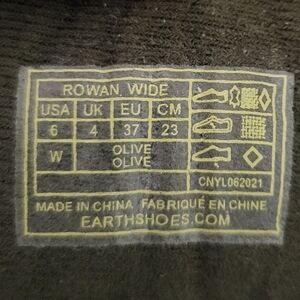 ROWAN WIDE
USA UK EU CM
6 4 37 23
W OLIVE
OLIVE
CNYL062021
MADE IN CHINA FABRIQUÉ EN CHINE
EARTHSHOES.COM